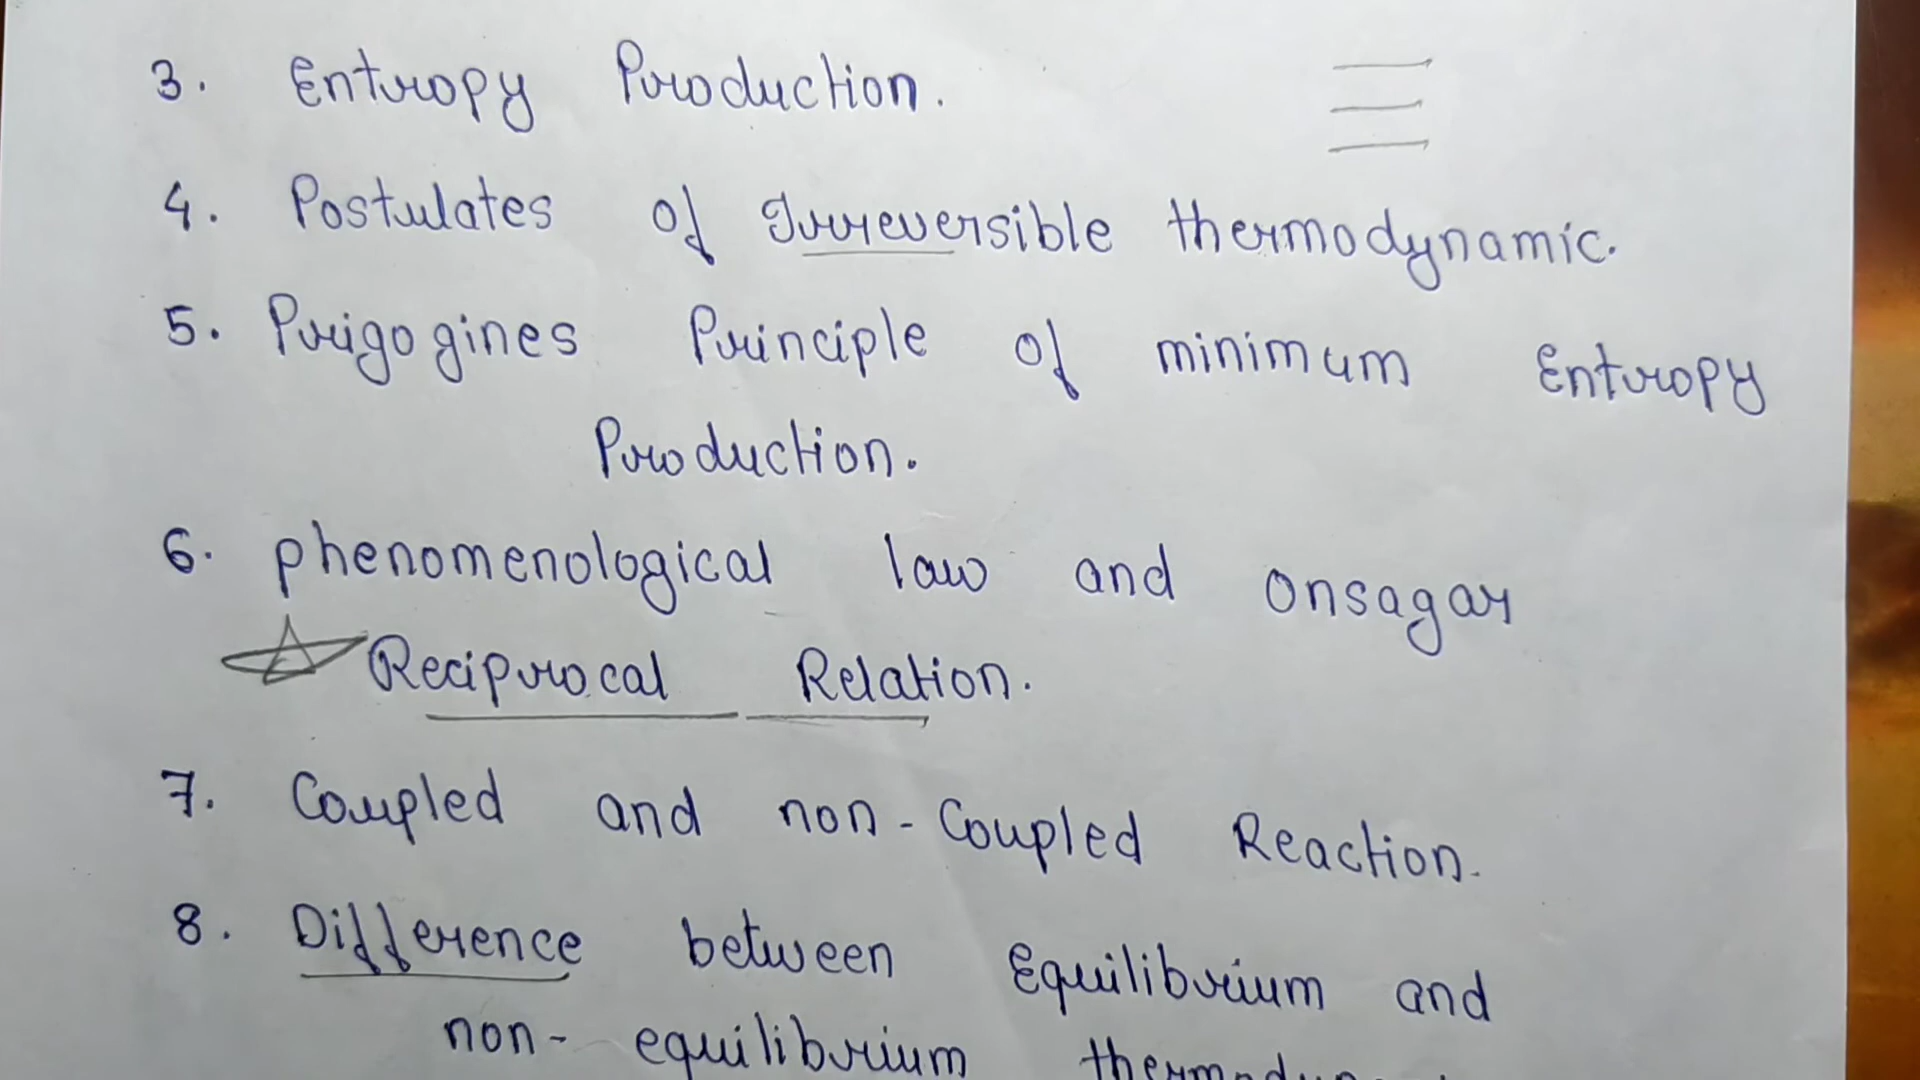 3. Entropy Production.
4. Postulates of Irreversible thermodynamic.
5. Prigogines Principle of minimum Entropy
Production.
6. phenomenological law and onsagar
Reciprocal Relation.
7. Coupled and non-Coupled Reaction.
8. Difference between Equilibrium and
non-equilibrium